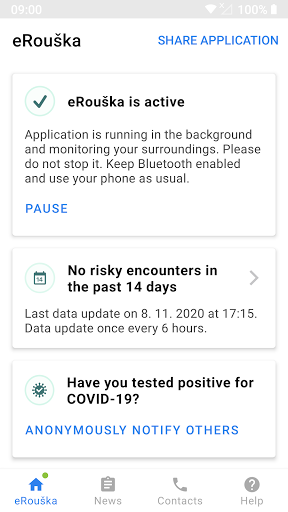 09:00
100%
eRouška
SHARE APPLICATION
eRouška is active
Application is running in the background
and monitoring your surroundings. Please
do not stop it. Keep Bluetooth enabled
and use your phone as usual.
PAUSE
14
No risky encounters in
the past 14 days
Last data update on 8. 11. 2020 at 17:15.
Data update once every 6 hours.
Have you tested positive for
COVID-19?
ANONYMOUSLY NOTIFY OTHERS
eRouška
News
Contacts
Help